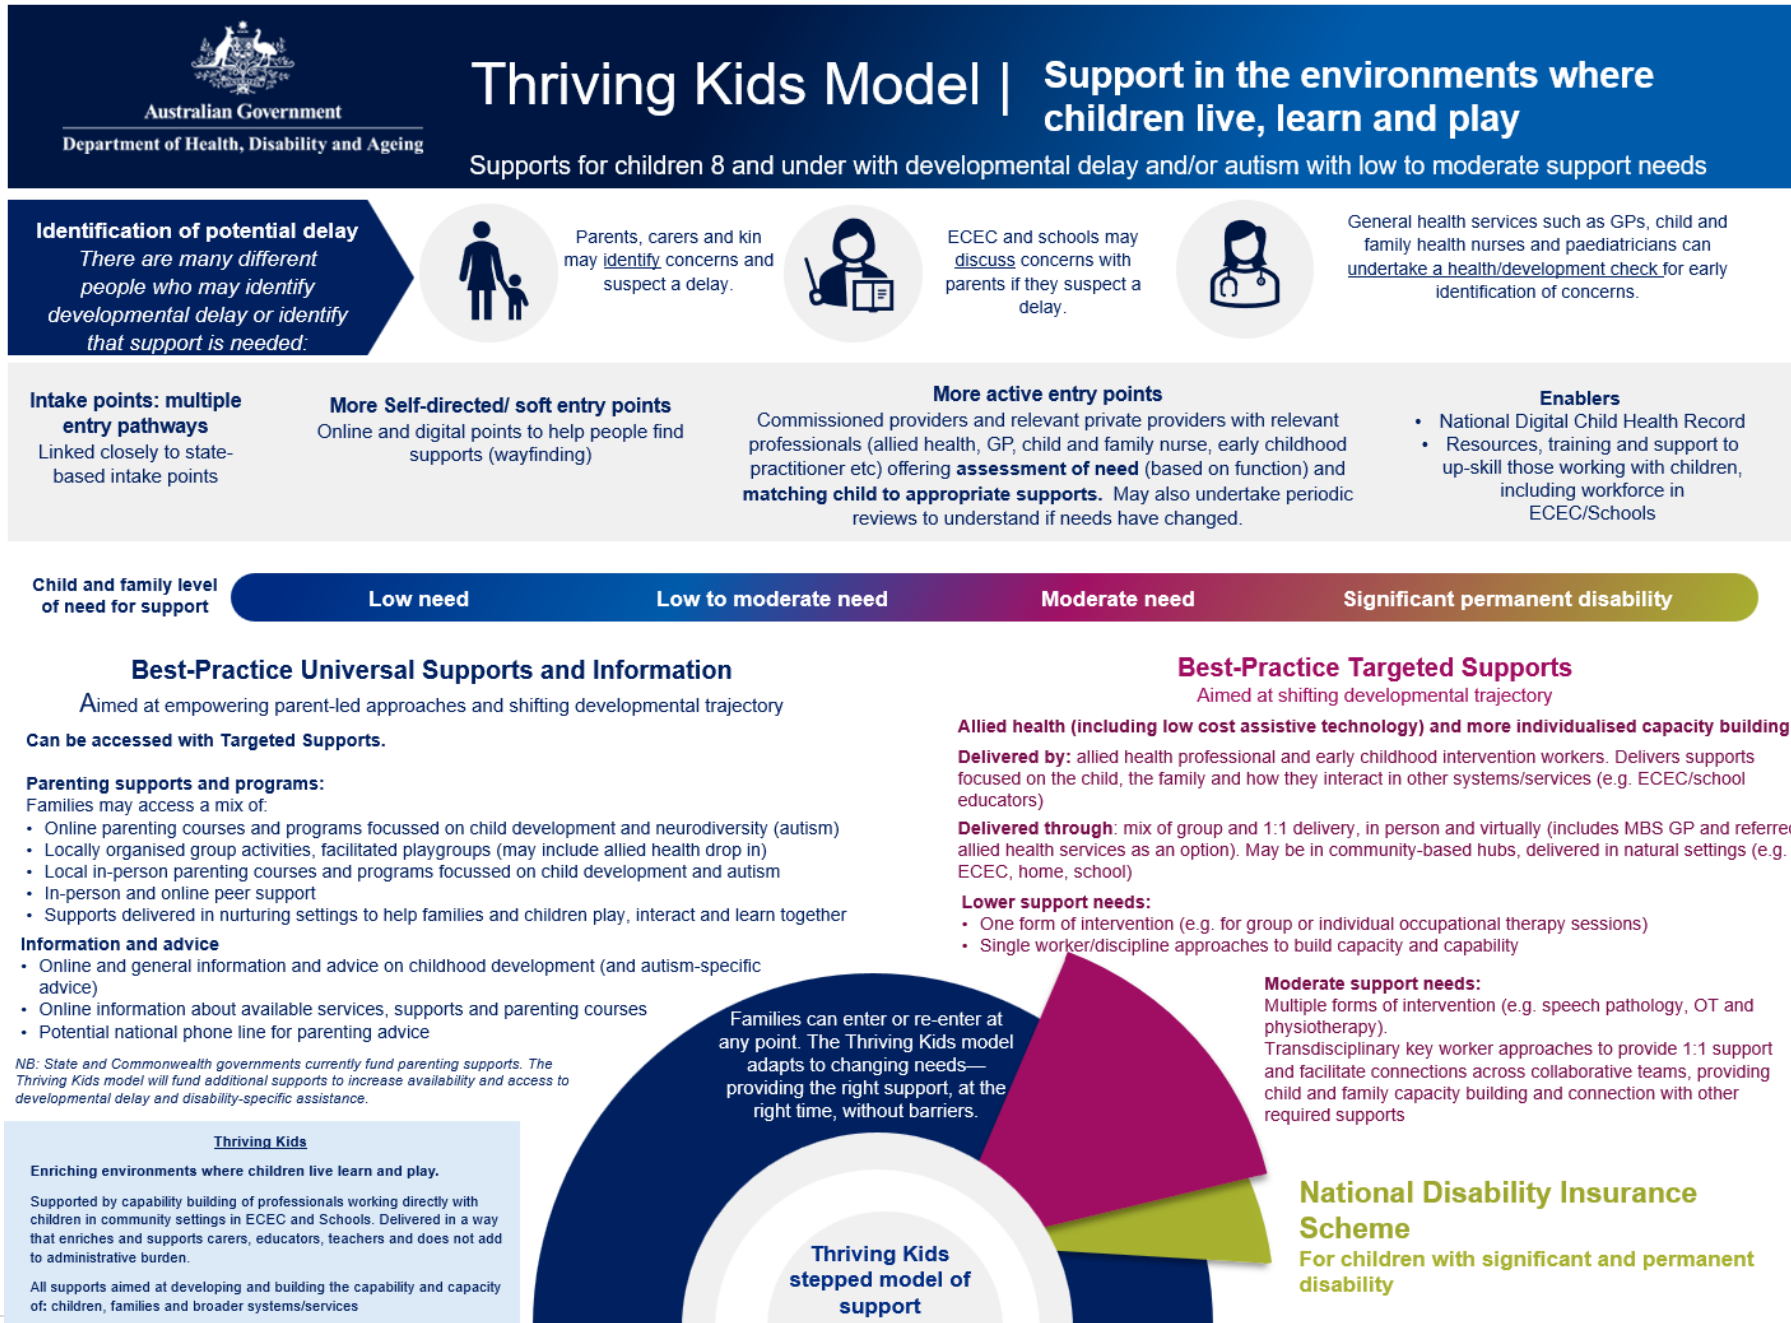 Australian Government
Department of Health, Disability and Ageing
Thriving Kids Model |
Support in the environments where
children live, learn and play
Supports for children 8 and under with developmental delay and/or autism with low to moderate support needs
Identification of potential delay
There are many different
people who may identify
developmental delay or identify
that support is needed:
Parents, carers and kin
may identify concerns and
suspect a delay.
ECEC and schools may
discuss concerns with
parents if they suspect a
delay.
General health services such as GPs, child and
family health nurses and paediatricians can
undertake a health/development check for early
identification of concerns.
Intake points: multiple
entry pathways
Linked closely to state-
based intake points
More Self-directed/ soft entry points
Online and digital points to help people find
supports (wayfinding)
More active entry points
Commissioned providers and relevant private providers with relevant
professionals (allied health, GP, child and family nurse, early childhood
practitioner etc) offering assessment of need (based on function) and
matching child to appropriate supports. May also undertake periodic
reviews to understand if needs have changed.
Enablers
• National Digital Child Health Record
• Resources, training and support to
up-skill those working with children,
including workforce in
ECEC/Schools
Child and family level
of need for support
Low need
Low to moderate need
Moderate need
Significant permanent disability
Best-Practice Universal Supports and Information
Aimed at empowering parent-led approaches and shifting developmental trajectory
Can be accessed with Targeted Supports.
Parenting supports and programs:
Families may access a mix of:
• Online parenting courses and programs focussed on child development and neurodiversity (autism)
• Locally organised group activities, facilitated playgroups (may include allied health drop in)
• Local in-person parenting courses and programs focussed on child development and autism
• In-person and online peer support
• Supports delivered in nurturing settings to help families and children play, interact and learn together
Information and advice
• Online and general information and advice on childhood development (and autism-specific
advice)
• Online information about available services, supports and parenting courses
• Potential national phone line for parenting advice
NB: State and Commonwealth governments currently fund parenting supports. The
Thriving Kids model will fund additional supports to increase availability and access to
developmental delay and disability-specific assistance.
Thriving Kids
Enriching environments where children live learn and play.
Supported by capability building of professionals working directly with
children in community settings in ECEC and Schools. Delivered in a way
that enriches and supports carers, educators, teachers and does not add
to administrative burden.
All supports aimed at developing and building the capability and capacity
of: children, families and broader systems/services
Best-Practice Targeted Supports
Aimed at shifting developmental trajectory
Allied health (including low cost assistive technology) and more individualised capacity building
Delivered by: allied health professional and early childhood intervention workers. Delivers supports
focused on the child, the family and how they interact in other systems/services (e.g. ECEC/school
educators)
Delivered through: mix of group and 1:1 delivery, in person and virtually (includes MBS GP and referred
allied health services as an option). May be in community-based hubs, delivered in natural settings (e.g.
ECEC, home, school)
Lower support needs:
• One form of intervention (e.g. for group or individual occupational therapy sessions)
• Single worker/discipline approaches to build capacity and capability
Moderate support needs:
Multiple forms of intervention (e.g. speech pathology, OT and
physiotherapy).
Transdisciplinary key worker approaches to provide 1:1 support
and facilitate connections across collaborative teams, providing
child and family capacity building and connection with other
required supports
Families can enter or re-enter at
any point. The Thriving Kids model
adapts to changing needs—
providing the right support, at the
right time, without barriers.
Thriving Kids
stepped model of
support
National Disability Insurance
Scheme
For children with significant and permanent
disability